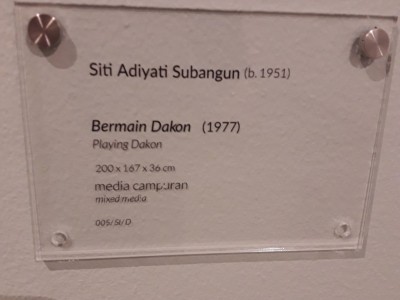 Siti Adiyati Subangun (b. 1951)
Bermain Dakon (1977)
Playing Dakon
200 x 167 x 36 cm
media campuran
mixed media
005/SI/D